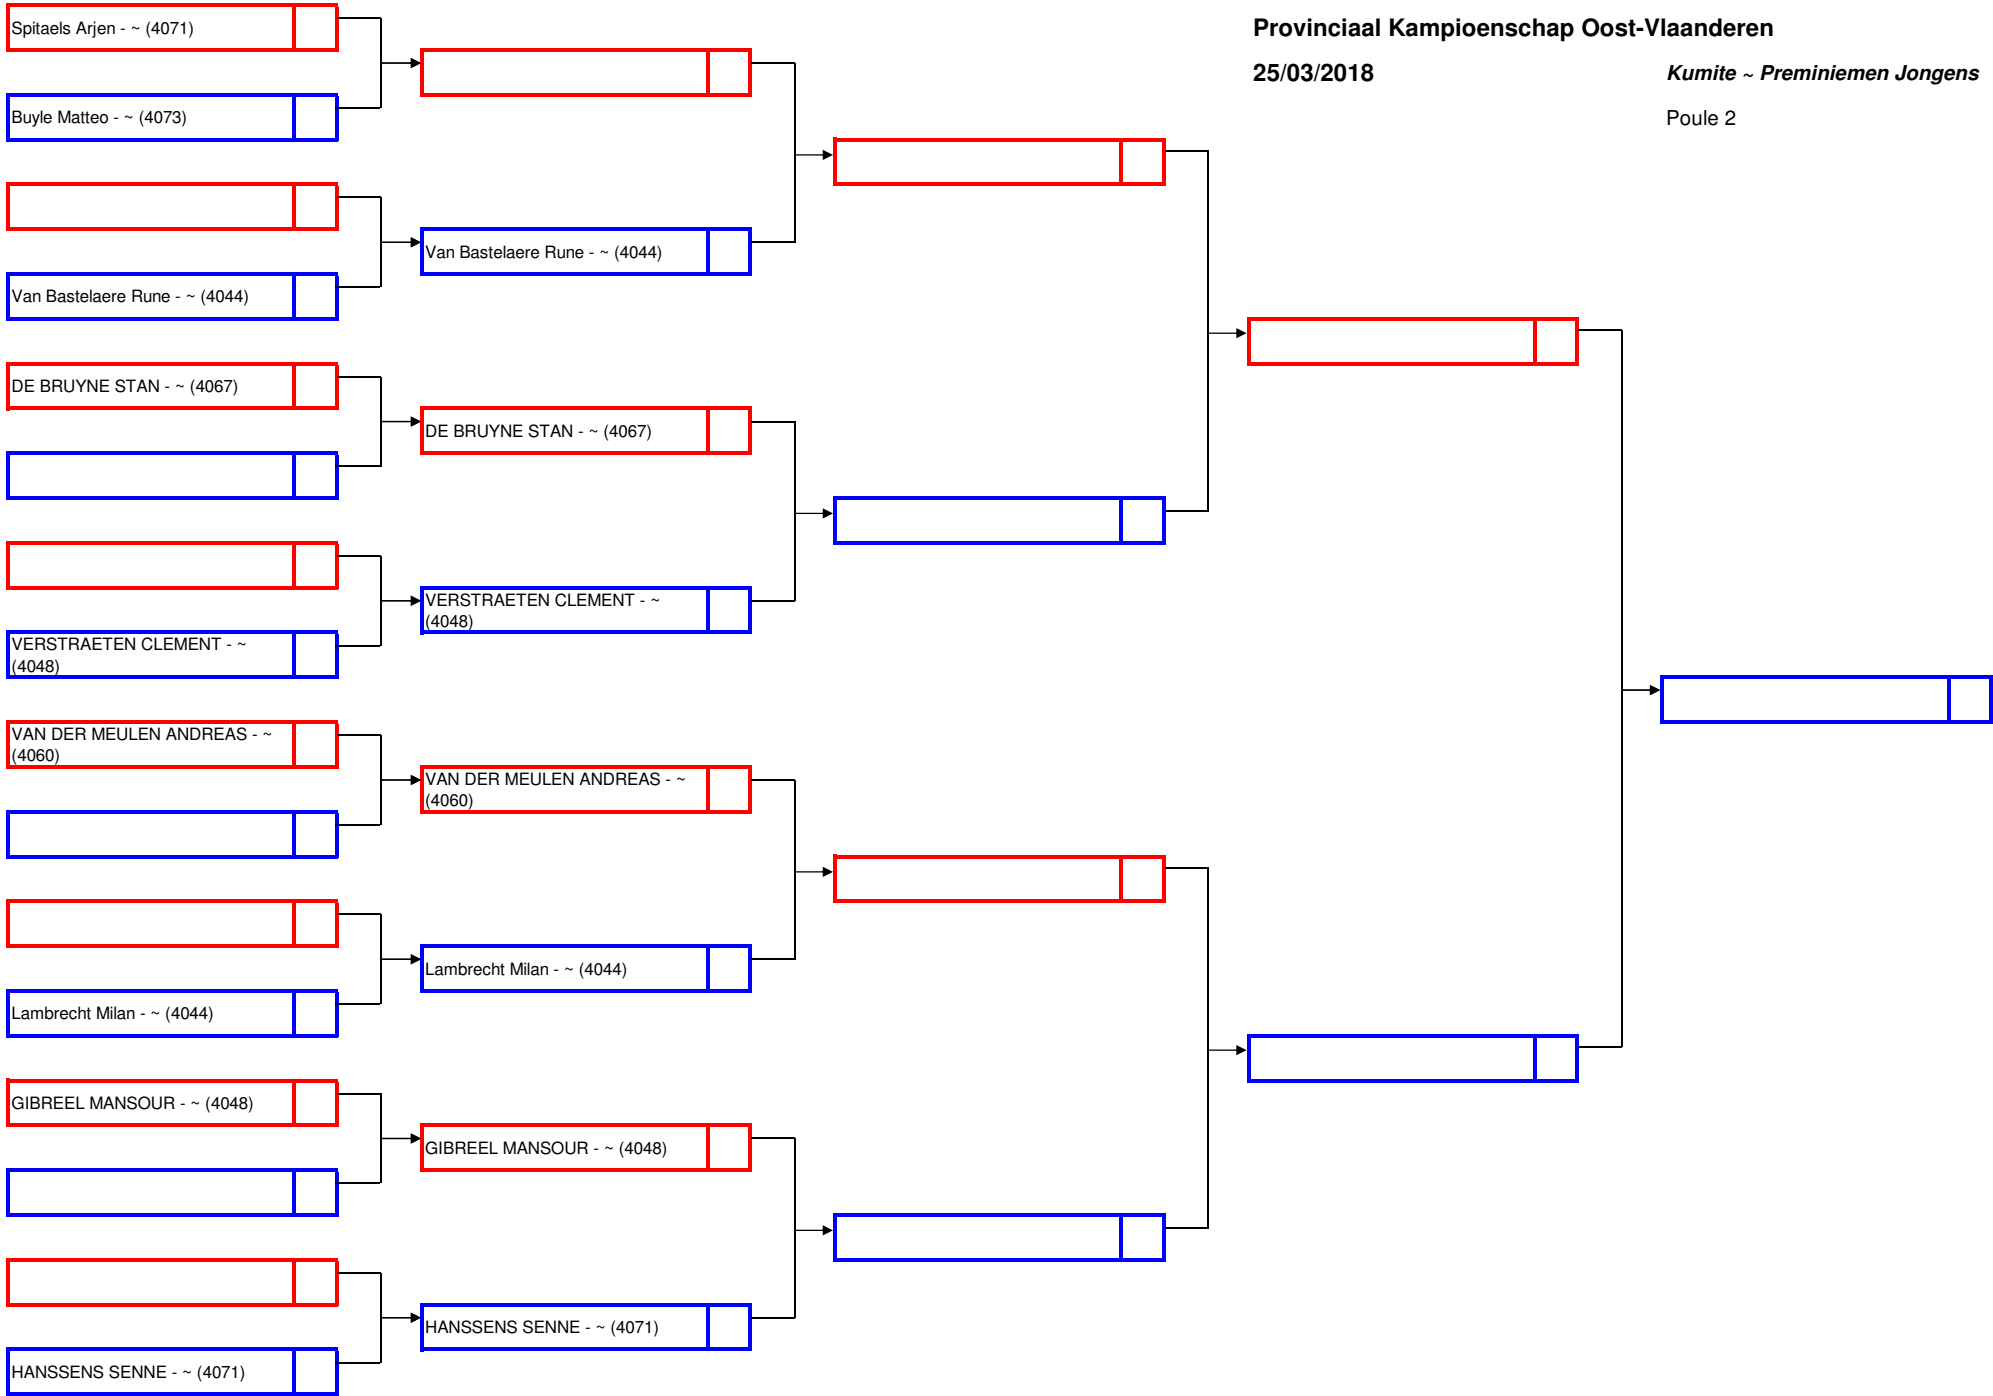 Provinciaal Kampioenschap Oost-Vlaanderen
25/03/2018
Kumite ~ Preminiemen Jongens
Poule 2
Spitaels Arjen - ~ (4071)
Buyle Matteo - ~ (4073)
Van Bastelaere Rune - ~ (4044)
DE BRUYNE STAN - ~ (4067)
VERSTRAETEN CLEMENT - ~
(4048)
VAN DER MEULEN ANDREAS - ~
(4060)
Lambrecht Milan - ~ (4044)
GIBREEL MANSOUR - ~ (4048)
HANSSENS SENNE - ~ (4071)
Van Bastelaere Rune - ~ (4044)
DE BRUYNE STAN - ~ (4067)
VERSTRAETEN CLEMENT - ~
(4048)
VAN DER MEULEN ANDREAS - ~
(4060)
Lambrecht Milan - ~ (4044)
GIBREEL MANSOUR - ~ (4048)
HANSSENS SENNE - ~ (4071)